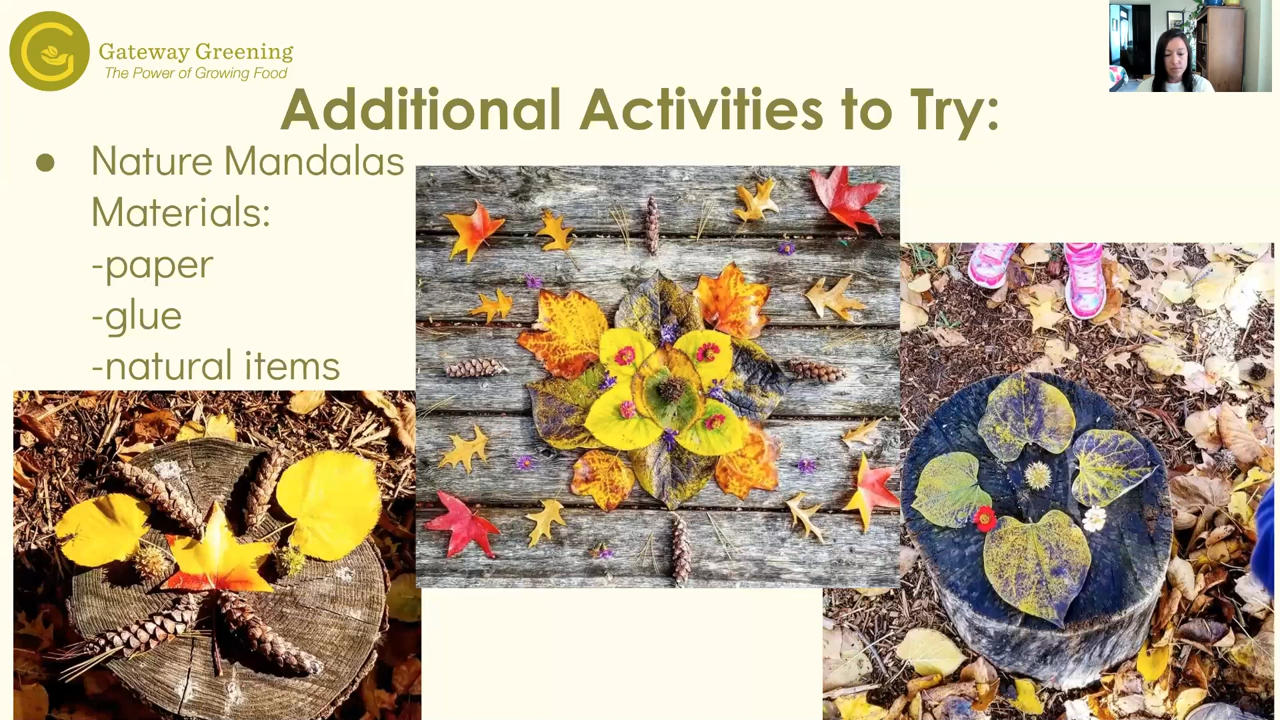 Gateway Greening
The Power of Growing Food
Additional Activities to Try:
● Nature Mandalas
Materials:
-paper
-glue
-natural items